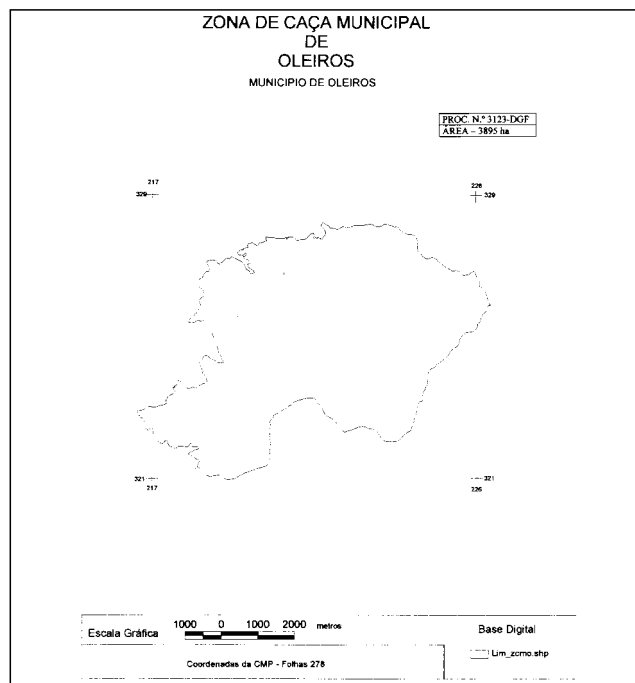 ZONA DE CAÇA MUNICIPAL
DE
OLEIROS
MUNICIPIO DE OLEIROS
PROC. N.º 3123-DGF
ÁREA – 3895 ha
217
329
226
329
321
217
321
226
Escala Gráfica
1000 0 1000 2000 metros
Base Digital
Lim_zcmo.shp
Coordenadas da CMP - Folhas 278